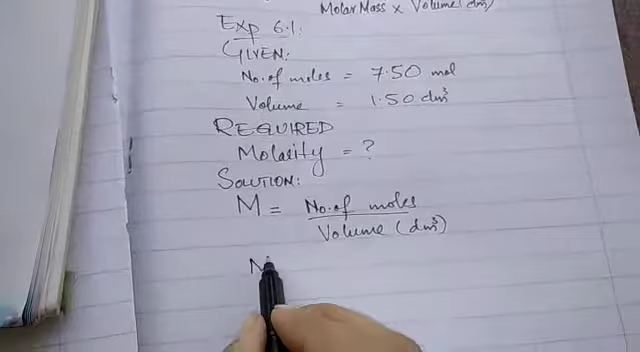 Molar Mass x Volume (dm³)
Exp 6.1:
GIVEN:
No. of moles = 7.50 mol
Volume = 1.50 dm³
REQUIRED
Molarity = ?
SOLUTION:
M = No. of moles
Volume (dm³)
M